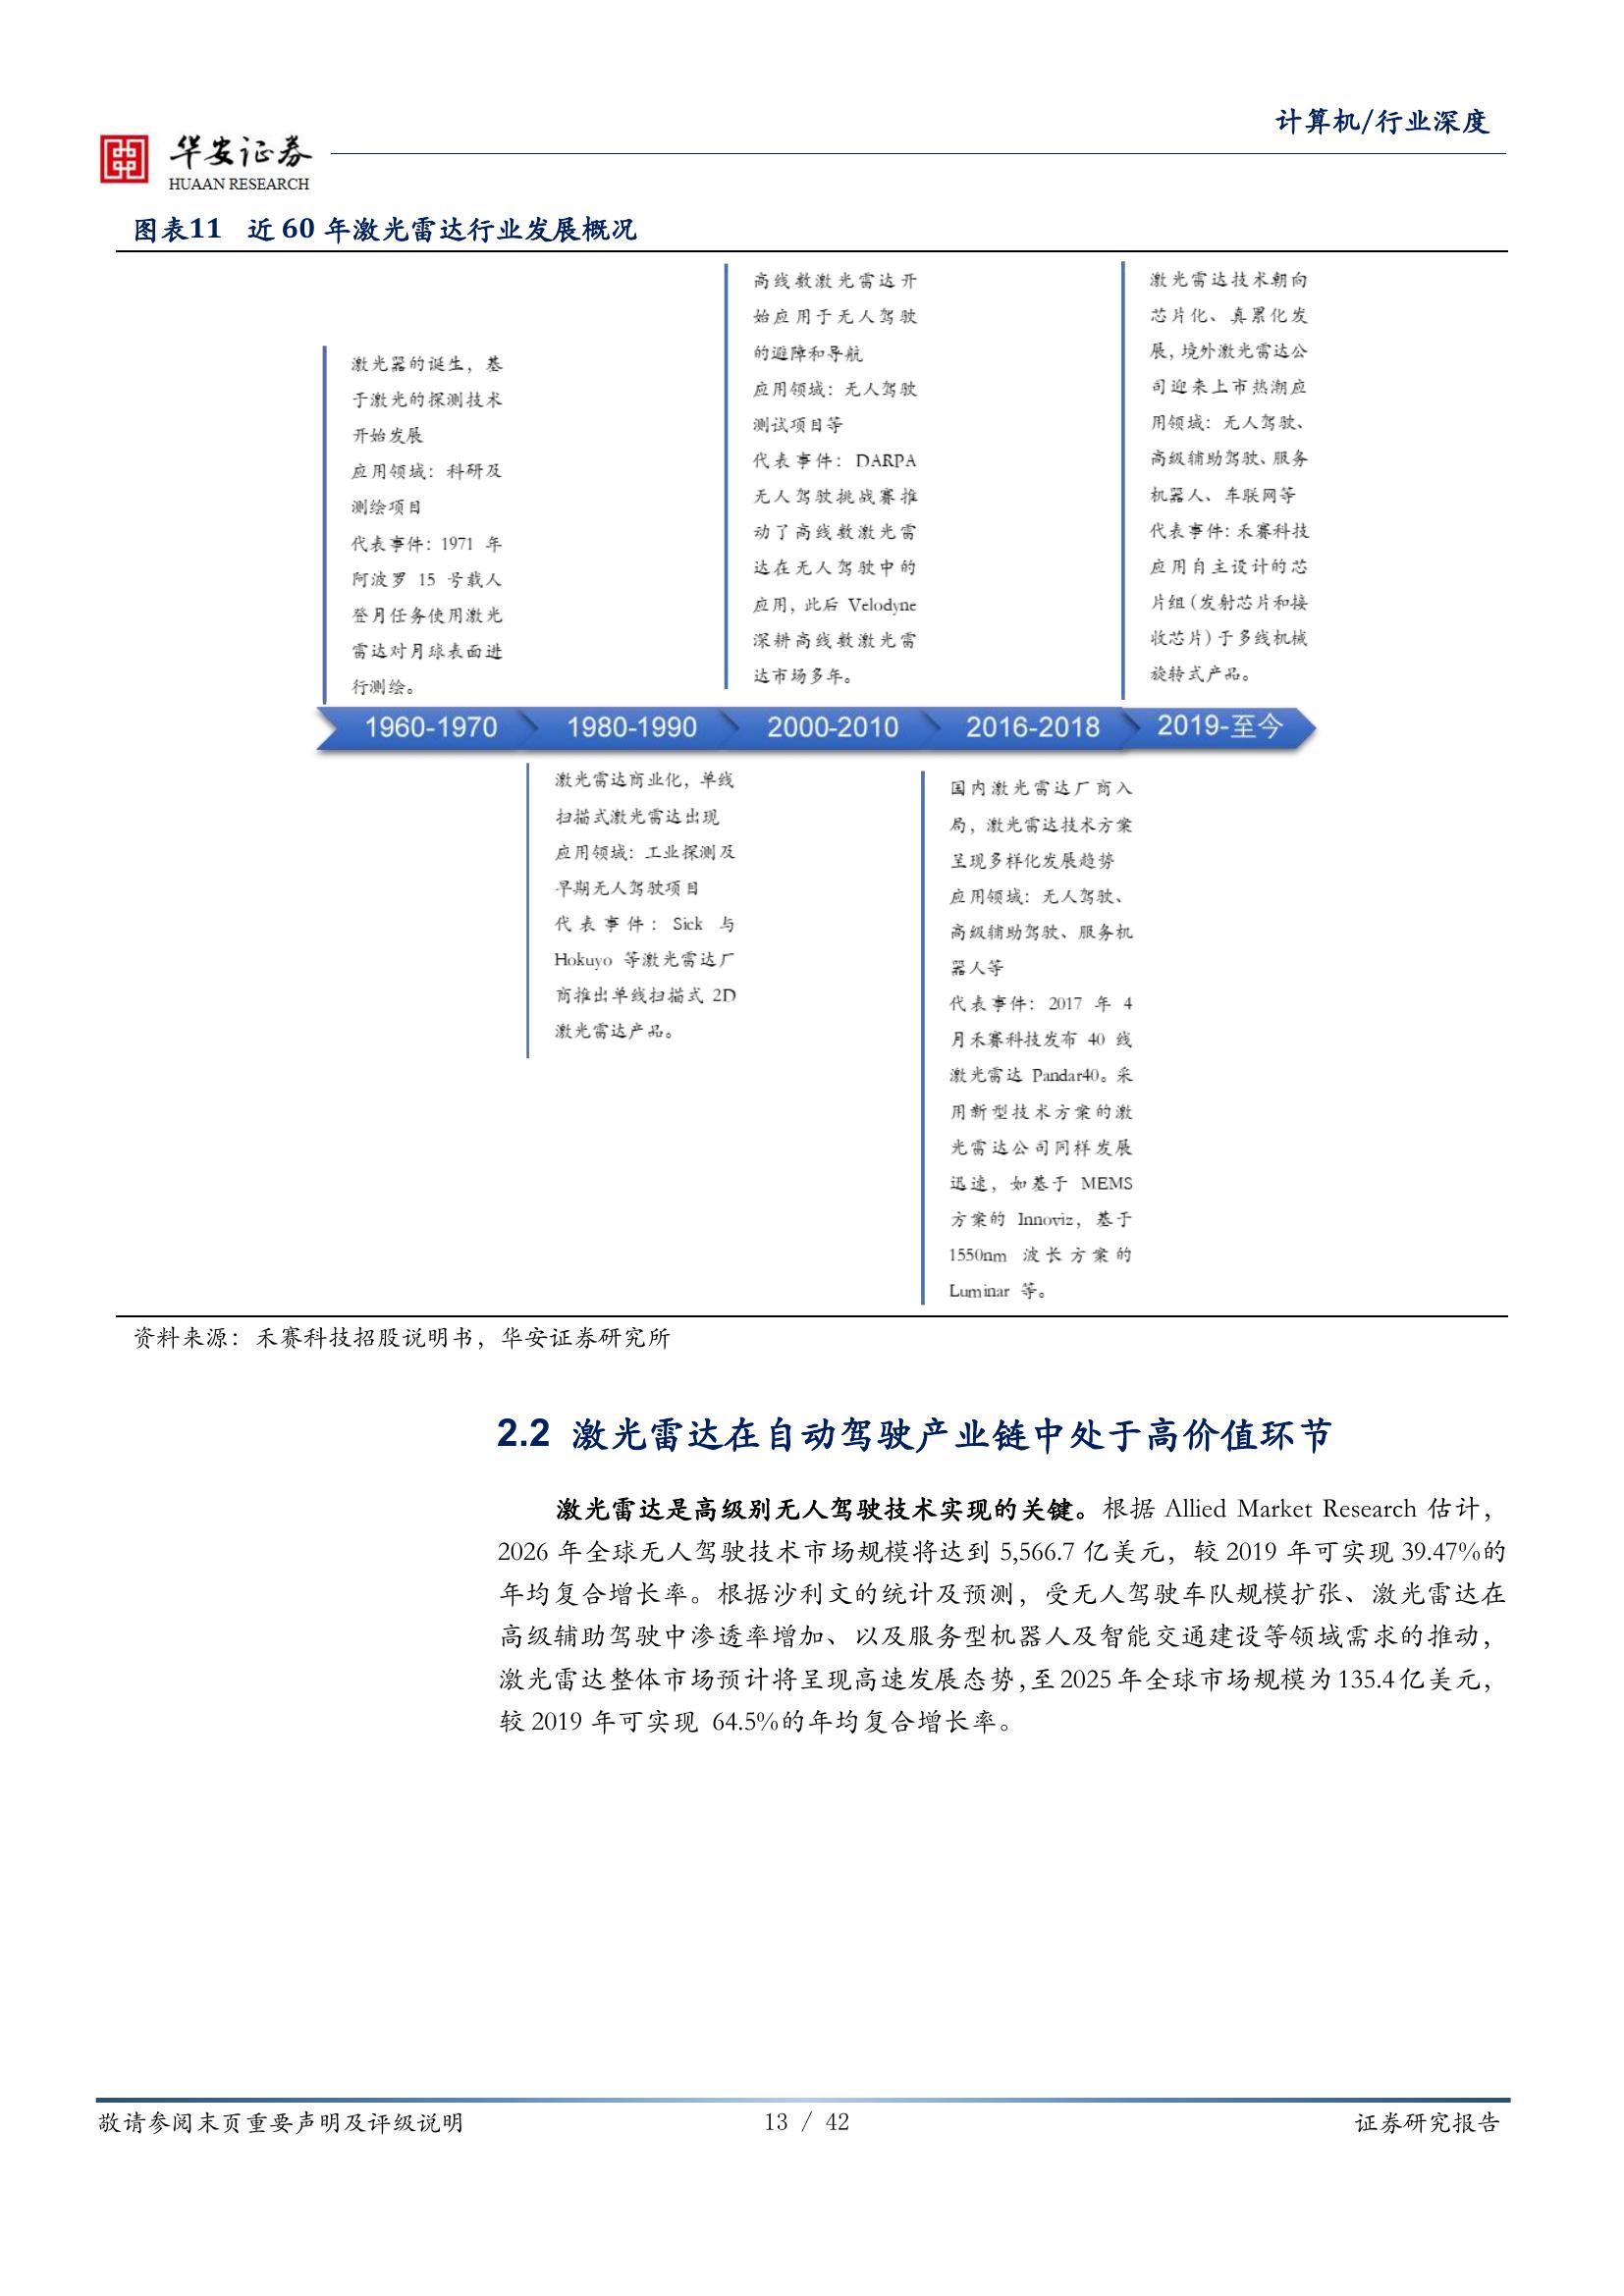 计算机/行业深度
华安证券
HUAAN RESEARCH
图表11 近 60 年激光雷达行业发展概况
激光器的诞生，基
于激光的探测技术
开始发展
应用领域：科研及
测绘项目
代表事件：1971 年
阿波罗 15 号载人
登月任务使用激光
雷达对月球表面进
行测绘。
高线数激光雷达开
始应用于无人驾驶
的避障和导航
应用领域：无人驾驶
测试项目等
代表事件：DARPA
无人驾驶挑战赛推
动了高线数激光雷
达在无人驾驶中的
应用，此后 Velodyne
深耕高线数激光雷
达市场多年。
激光雷达技术朝向
芯片化、真累化发
展，境外激光雷达公
司迎来上市热潮应
用领域：无人驾驶、
高级辅助驾驶、服务
机器人、车联网等
代表事件：禾赛科技
应用自主设计的芯
片组（发射芯片和接
收芯片）于多线机械
旋转式产品。
1960-1970
1980-1990
2000-2010
2016-2018
2019-至今
激光雷达商业化，单线
扫描式激光雷达出现
应用领域：工业探测及
早期无人驾驶项目
代表事件：Sick 与
Hokuyo 等激光雷达厂
商推出单线扫描式 2D
激光雷达产品。
国内激光雷达厂商入
局，激光雷达技术方案
呈现多样化发展趋势
应用领域：无人驾驶、
高级辅助驾驶、服务机
器人等
代表事件：2017 年 4
月禾赛科技发布 40 线
激光雷达 Pandar40。采
用新型技术方案的激
光雷达公司同样发展
迅速，如基于 MEMS
方案的 Innoviz，基于
1550nm 波长方案的
Luminar 等。
资料来源：禾赛科技招股说明书，华安证券研究所
2.2 激光雷达在自动驾驶产业链中处于高价值环节
激光雷达是高级别无人驾驶技术实现的关键。根据 Allied Market Research 估计，
2026 年全球无人驾驶技术市场规模将达到 5,566.7 亿美元，较 2019 年可实现 39.47%的
年均复合增长率。根据沙利文的统计及预测，受无人驾驶车队规模扩张、激光雷达在
高级辅助驾驶中渗透率增加、以及服务型机器人及智能交通建设等领域需求的推动，
激光雷达整体市场预计将呈现高速发展态势，至 2025 年全球市场规模为 135.4 亿美元，
较 2019 年可实现 64.5%的年均复合增长率。
敬请参阅末页重要声明及评级说明
13 / 42
证券研究报告